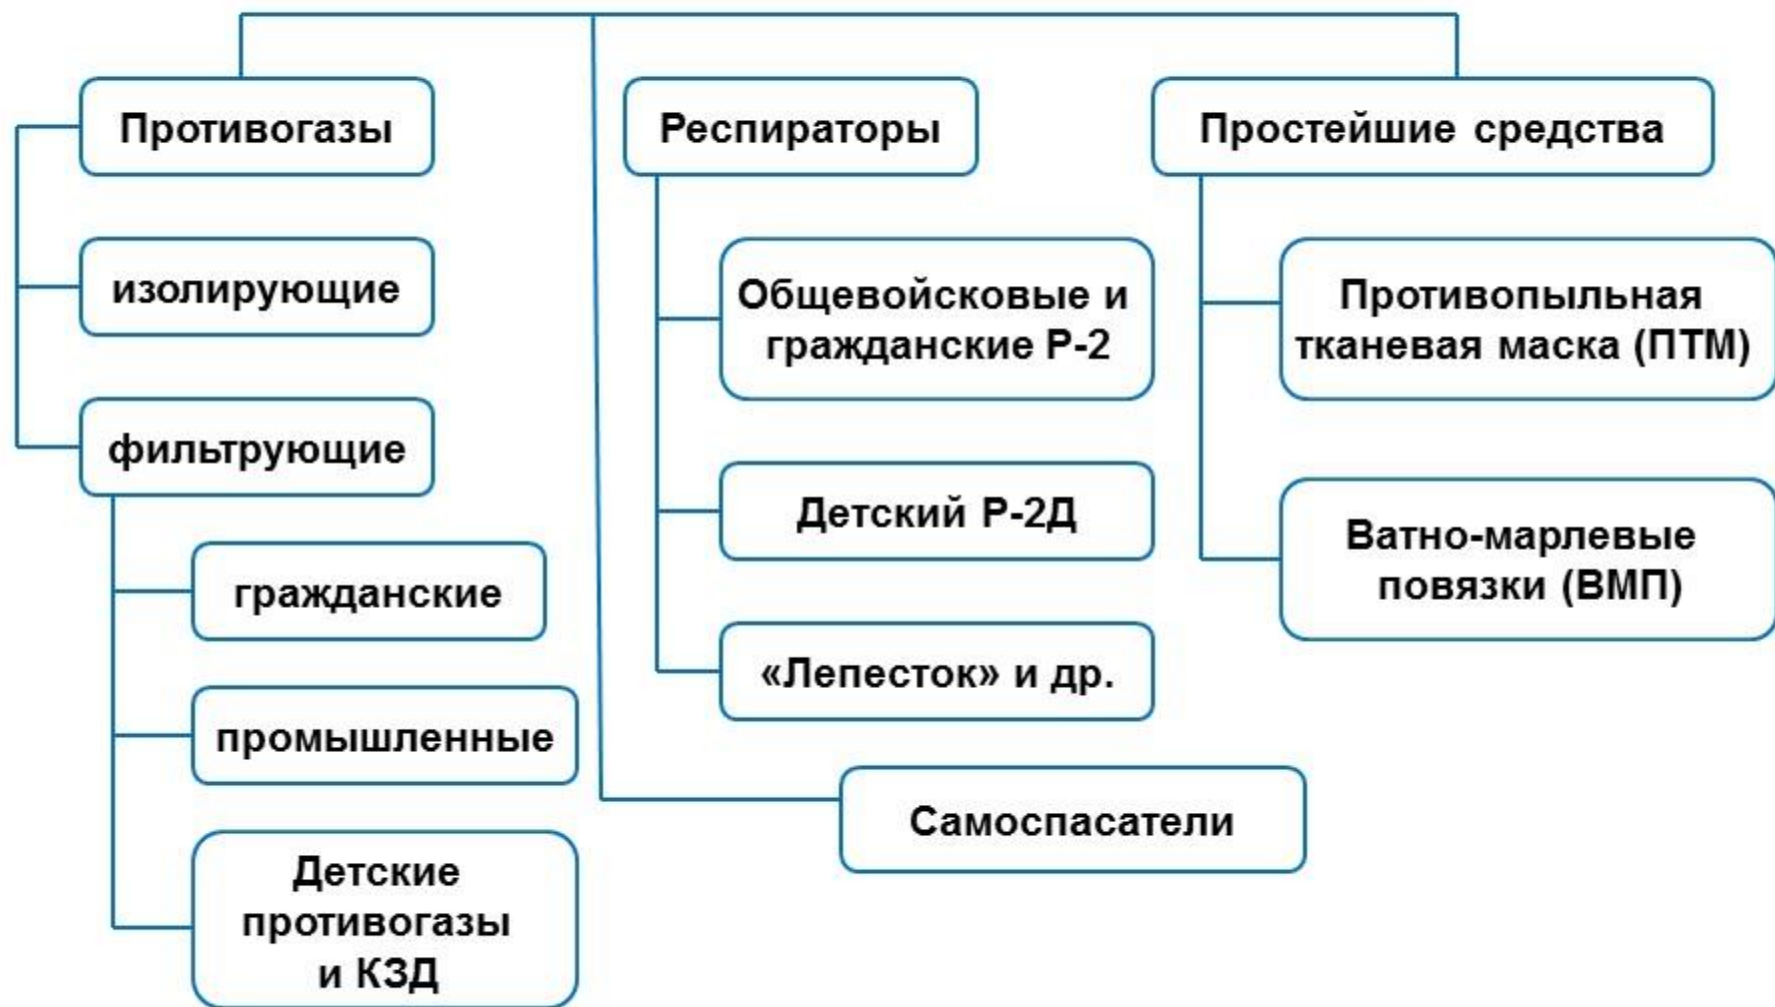 Противогазы
изолирующие
фильтрующие
гражданские
промышленные
Детские
противогазы
и КЗД
Респираторы
Общевойсковые и
гражданские Р-2
Детский Р-2Д
«Лепесток» и др.
Самоспасатели
Простейшие средства
Противопыльная
тканевая маска (ПТМ)
Ватно-марлевые
повязки (ВМП)